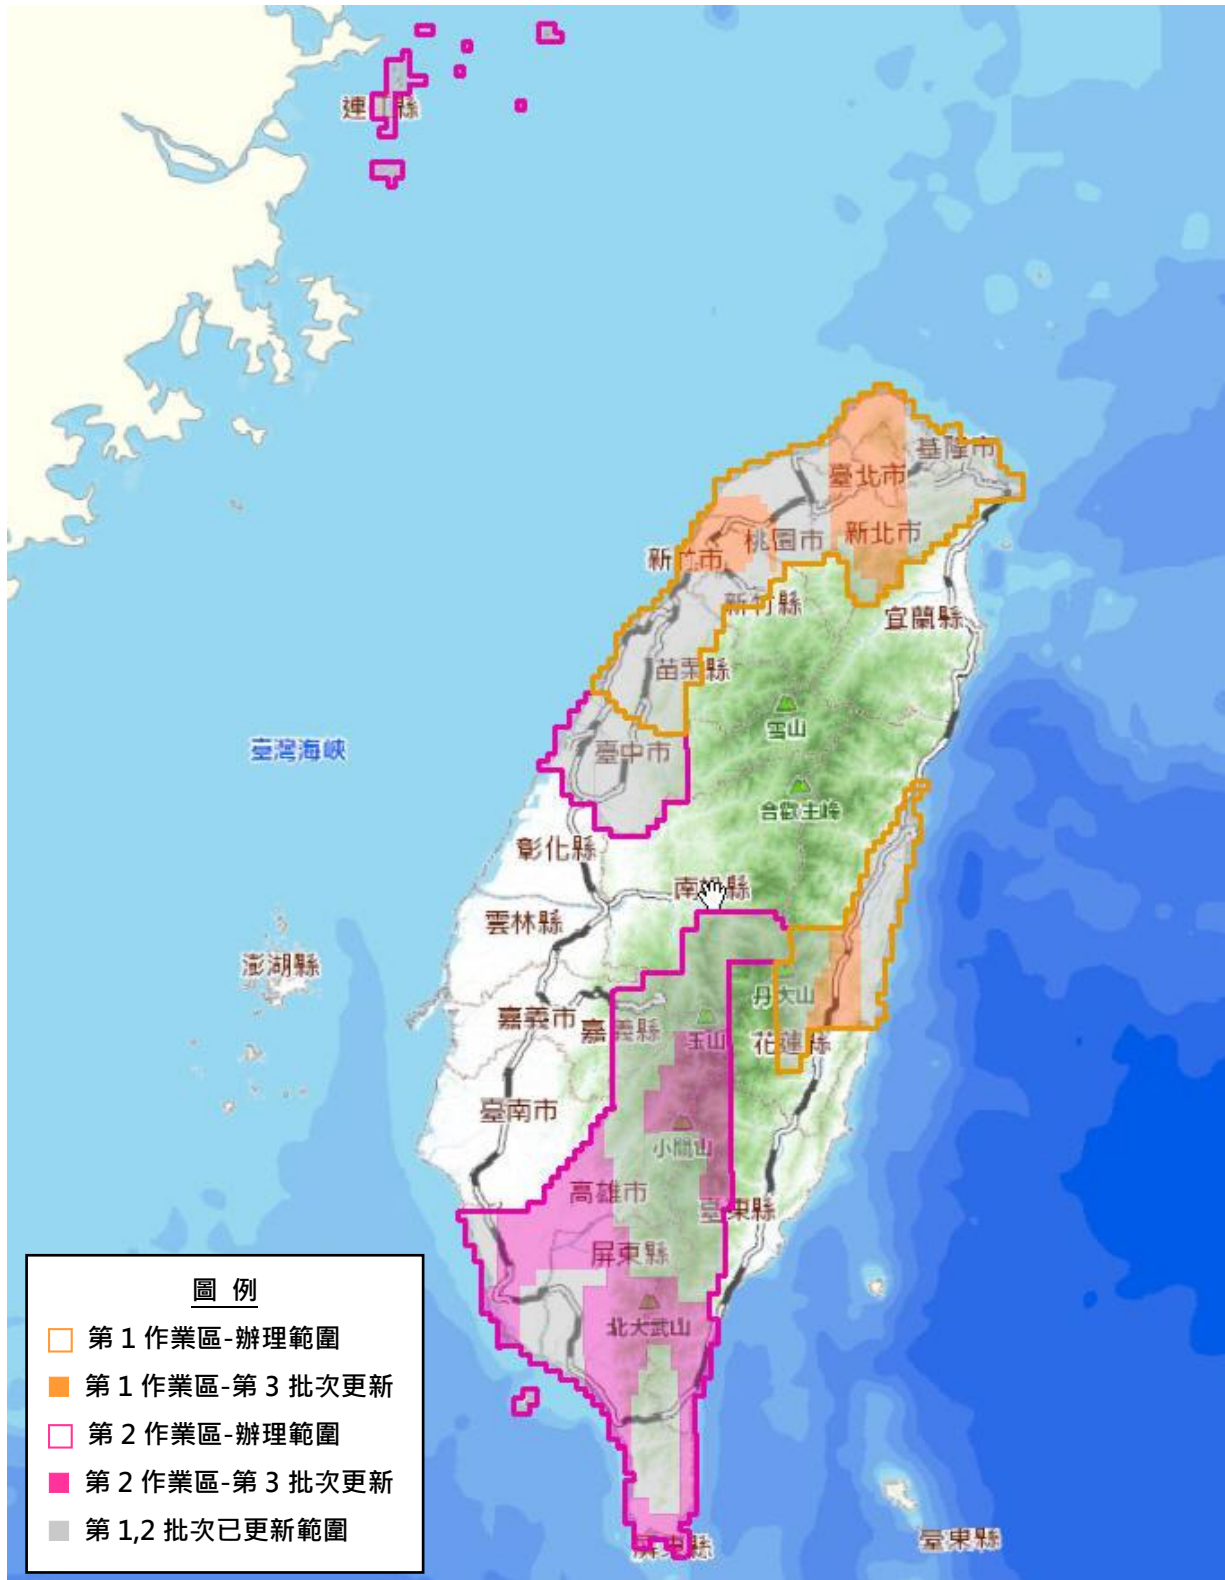 連江縣
基隆市
臺北市
新北市
桃園市
新竹市
新竹縣
宜蘭縣
苗栗縣
雪山
臺灣海峽
臺中市
合歡主峰
彰化縣
南投縣
雲林縣
澎湖縣
丹大山
嘉義市
嘉義縣
玉山
花蓮縣
臺南市
小關山
高雄市
臺東縣
屏東縣
北大武山
屏東縣
臺東縣
圖 例
第 1 作業區-辦理範圍
第 1 作業區-第 3 批次更新
第 2 作業區-辦理範圍
第 2 作業區-第 3 批次更新
第 1,2 批次已更新範圍